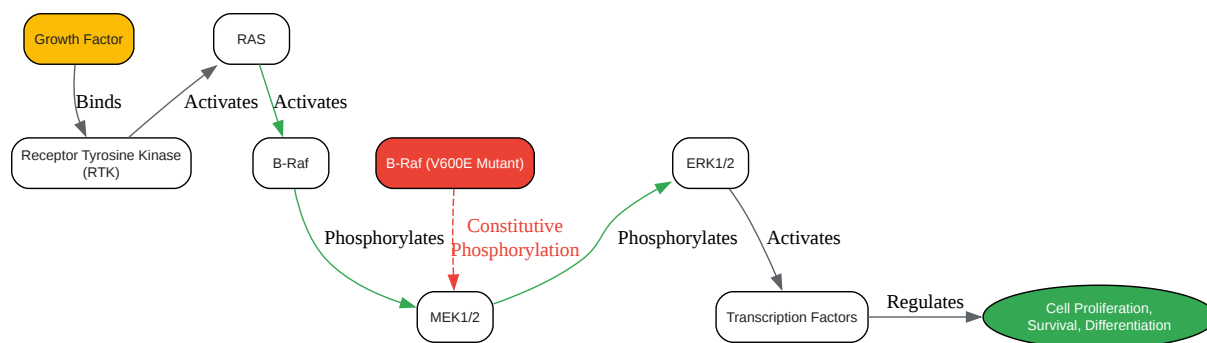 Growth Factor
RAS
Binds
Activates
Activates
Receptor Tyrosine Kinase
(RTK)
B-Raf
B-Raf (V600E Mutant)
ERK1/2
Phosphorylates
Constitutive
Phosphorylation
Phosphorylates
Activates
MEK1/2
Transcription Factors
Regulates
Cell Proliferation,
Survival, Differentiation